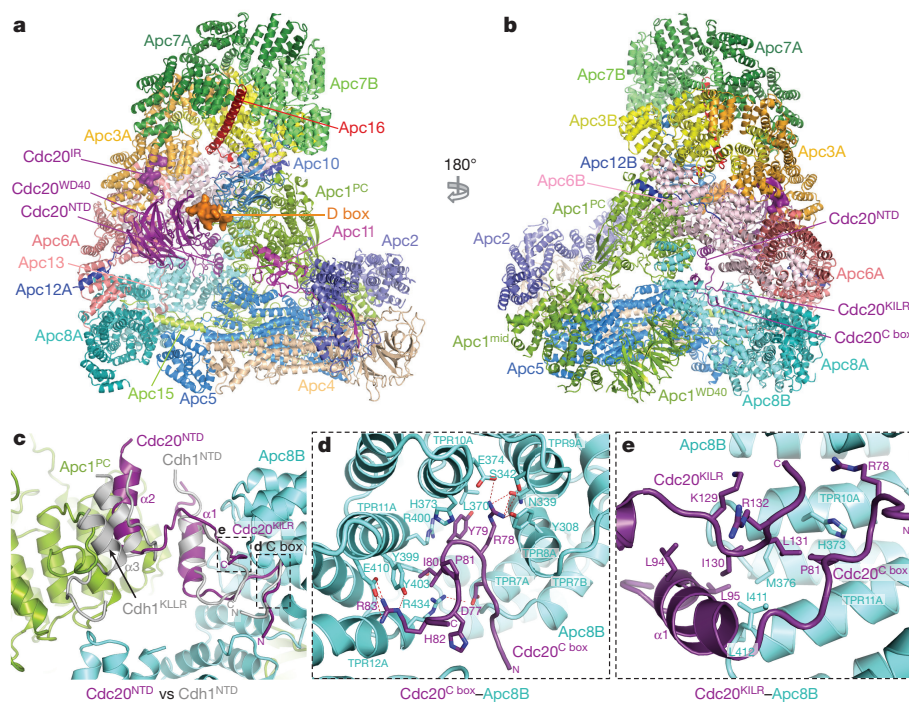 a
Apc7A
Apc7B
Apc16
Apc3A
Cdc20IR
Apc10
Cdc20WD40
Apc1PC
Cdc20NTD
D box
Apc6A
Apc11
Apc2
Apc13
Apc12A
Apc8A
Apc15
Apc5
Apc4
180°
b
Apc7A
Apc7B
Apc3B
Apc3A
Apc12B
Apc6B
Apc1PC
Cdc20NTD
Apc2
Apc6A
Cdc20KILR
Cdc20C box
Apc1mid
Apc8A
Apc5
Apc8B
Apc1WD40
c
Cdc20NTD
Cdh1NTD
Apc1PC
Apc8B
α2
α1
Cdc20KILR
e
d C box
α3
C
C
N
N
Cdh1KLLR
Cdc20NTD vs Cdh1NTD
d
TPR10A
TPR9A
E374
S342
H373
L370
N339
TPR11A
R400
Y79
Y308
R78
Y399
I80
P81
TPR8A
E410
Y403
TPR7A
TPR7B
R83
R434
D77
C
H82
Apc8B
TPR12A
Cdc20C box
N
Cdc20C box–Apc8B
e
Apc8B
C
R78
Cdc20KILR
K129
R132
TPR10A
L94
L131
H373
I130
P81
L95
M376
Cdc20C box
I411
TPR11A
α1
L418
N
Cdc20KILR–Apc8B